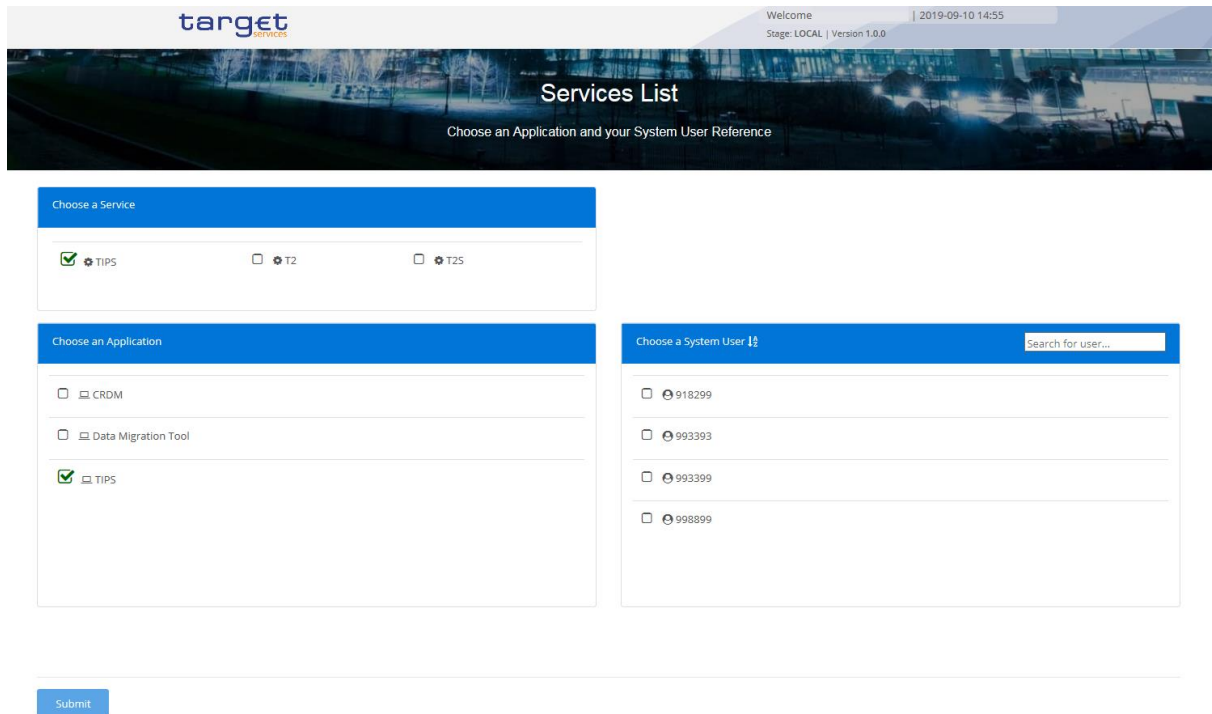 target
services
Welcome | 2019-09-10 14:55
Stage: LOCAL | Version 1.0.0
Services List
Choose an Application and your System User Reference
Choose a Service
TIPS T2 T2S
Choose an Application
CRDM
Data Migration Tool
TIPS
Choose a System User
Search for user...
918299
993393
993399
998899
Submit